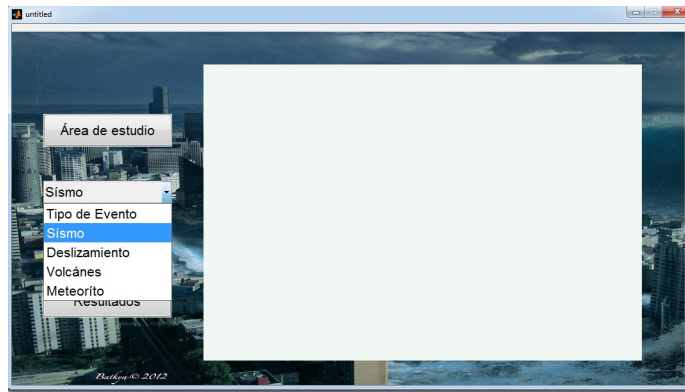 untitled
Área de estudio
Sísmo
Tipo de Evento
Sísmo
Deslizamiento
Volcánes
Meteoríto
Resultados
Batkya © 2012